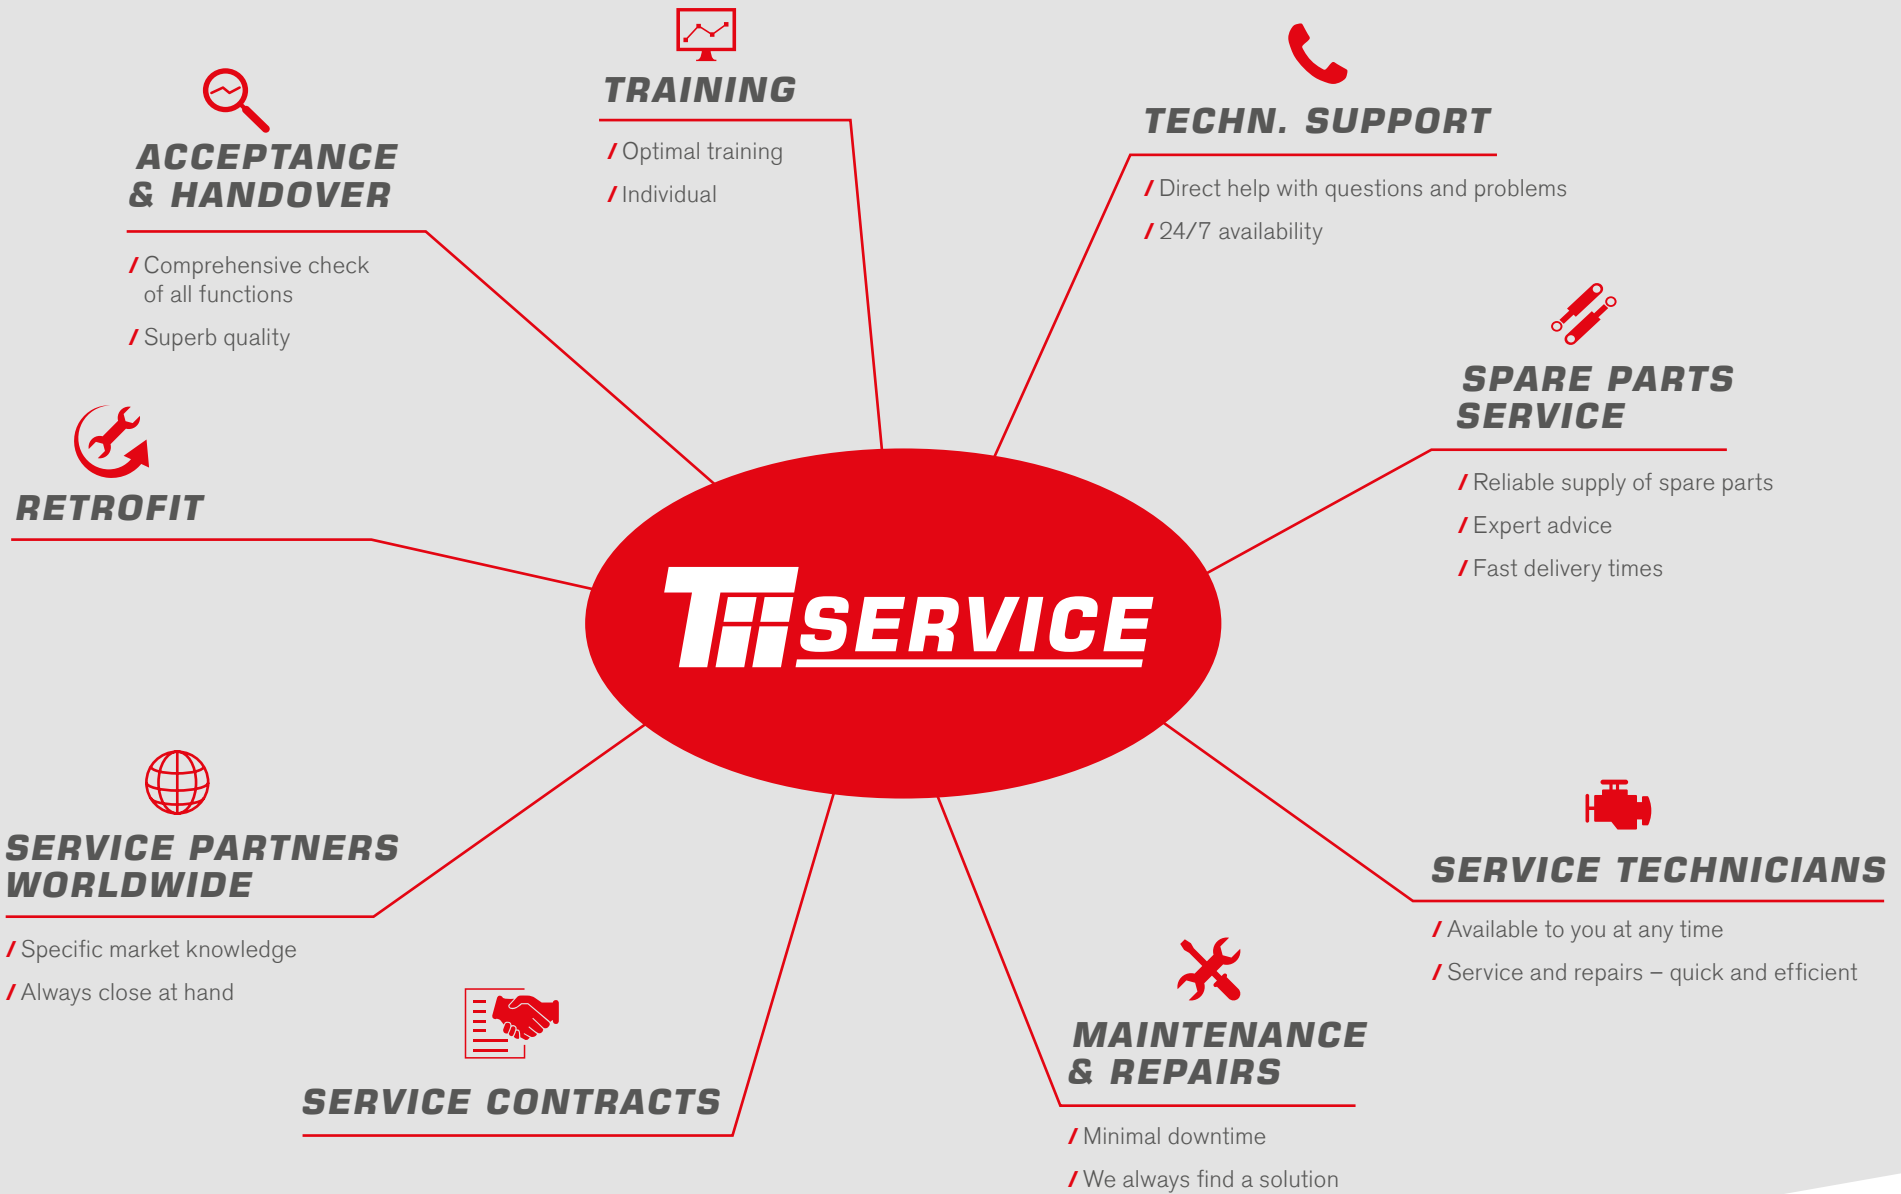 TRAINING
/ Optimal training
/ Individual
TECHN. SUPPORT
/ Direct help with questions and problems
/ 24/7 availability
ACCEPTANCE
& HANDOVER
/ Comprehensive check
of all functions
/ Superb quality
SPARE PARTS
SERVICE
/ Reliable supply of spare parts
/ Expert advice
/ Fast delivery times
RETROFIT
TII SERVICE
SERVICE PARTNERS
WORLDWIDE
/ Specific market knowledge
/ Always close at hand
SERVICE TECHNICIANS
/ Available to you at any time
/ Service and repairs – quick and efficient
SERVICE CONTRACTS
MAINTENANCE
& REPAIRS
/ Minimal downtime
/ We always find a solution